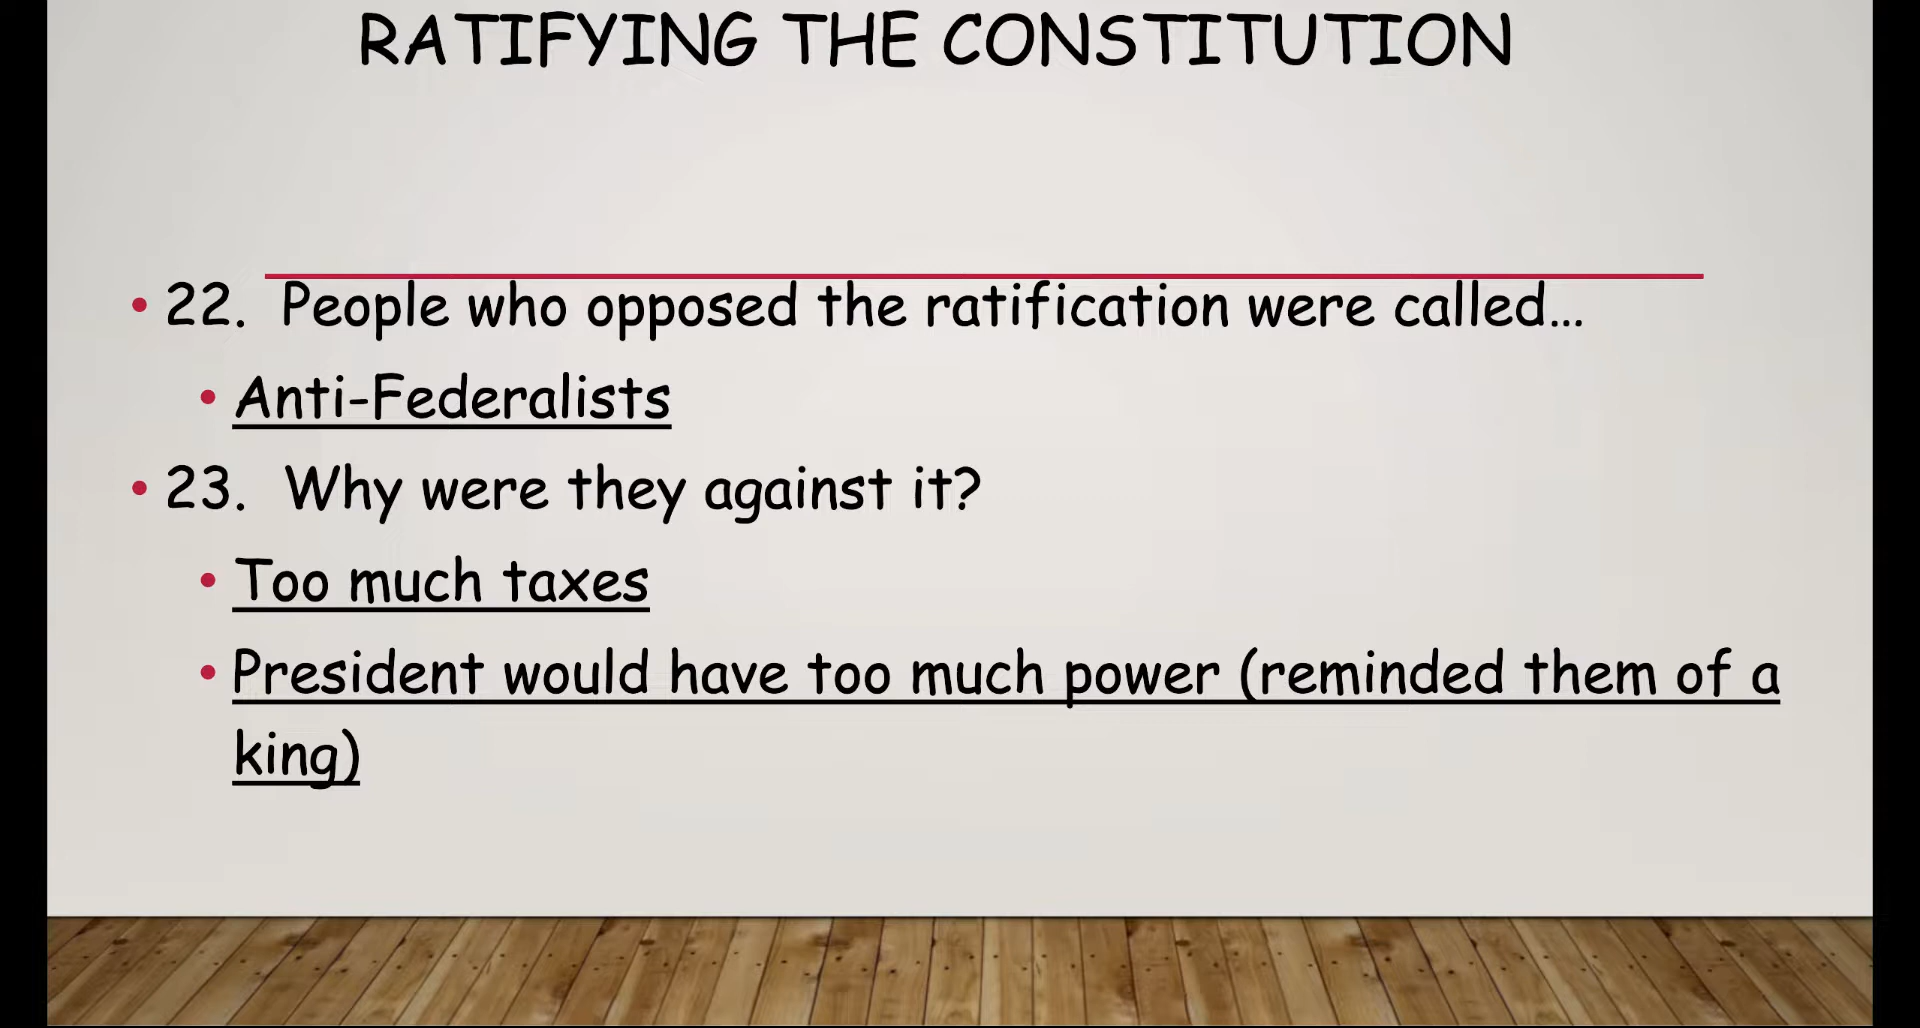 RATIFYING THE CONSTITUTION
• 22. People who opposed the ratification were called...
• Anti-Federalists
• 23. Why were they against it?
• Too much taxes
• President would have too much power (reminded them of a
king)